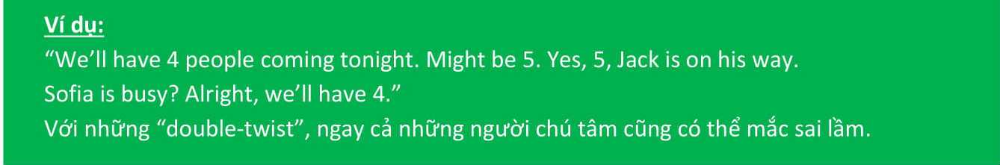 Ví dụ:
“We’ll have 4 people coming tonight. Might be 5. Yes, 5, Jack is on his way.
Sofia is busy? Alright, we’ll have 4.”
Với những “double-twist”, ngay cả những người chú tâm cũng có thể mắc sai lầm.